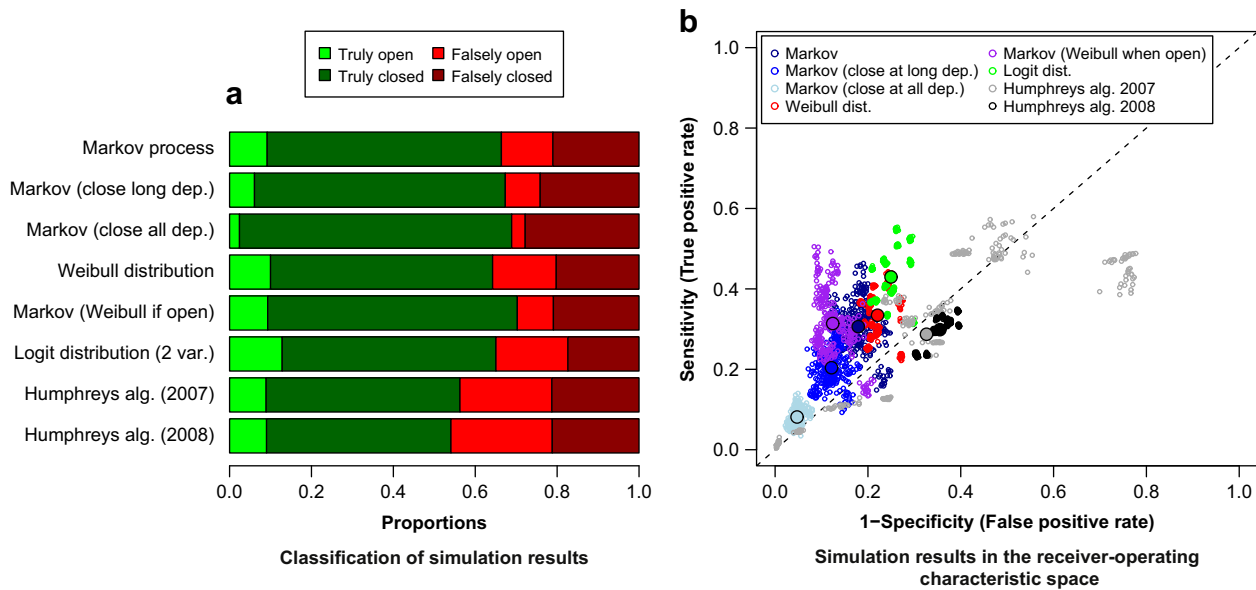 a
Truly open
Falsely open
Truly closed
Falsely closed
Markov process
Markov (close long dep.)
Markov (close all dep.)
Weibull distribution
Markov (Weibull if open)
Logit distribution (2 var.)
Humphreys alg. (2007)
Humphreys alg. (2008)
0.0 0.2 0.4 0.6 0.8 1.0
Proportions
Classification of simulation results
b
Markov
Markov (close at long dep.)
Markov (close at all dep.)
Weibull dist.
Markov (Weibull when open)
Logit dist.
Humphreys alg. 2007
Humphreys alg. 2008
1.0
0.8
0.6
0.4
0.2
0.0
Sensitivity (True positive rate)
0.0 0.2 0.4 0.6 0.8 1.0
1−Specificity (False positive rate)
Simulation results in the receiver-operating
characteristic space